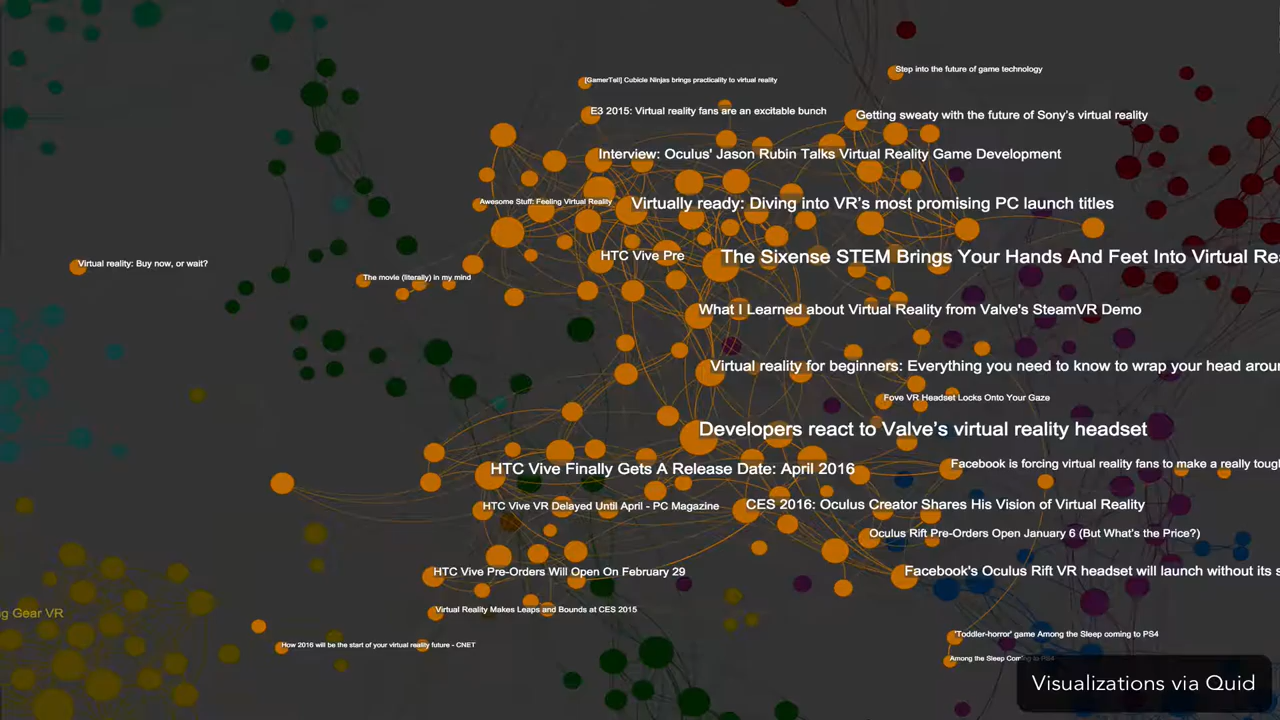 Step into the future of game technology
[GamerTell] Cubicle Ninjas brings practicality to virtual reality
E3 2015: Virtual reality fans are an excitable bunch
Getting sweaty with the future of Sony's virtual reality
Interview: Oculus' Jason Rubin Talks Virtual Reality Game Development
Awesome Stuff: Feeling Virtual Reality
Virtually ready: Diving into VR's most promising PC launch titles
HTC Vive Pre
The Sixense STEM Brings Your Hands And Feet Into Virtual Rea
Virtual reality: Buy now, or wait?
The movie (literally) in my mind
What I Learned about Virtual Reality from Valve's SteamVR Demo
Virtual reality for beginners: Everything you need to know to wrap your head aroun
Fove VR Headset Locks Onto Your Gaze
Developers react to Valve's virtual reality headset
HTC Vive Finally Gets A Release Date: April 2016
Facebook is forcing virtual reality fans to make a really tough
HTC Vive VR Delayed Until April - PC Magazine
CES 2016: Oculus Creator Shares His Vision of Virtual Reality
Oculus Rift Pre-Orders Open January 6 (But What's the Price?)
HTC Vive Pre-Orders Will Open On February 29
Facebook's Oculus Rift VR headset will launch without its s
Virtual Reality Makes Leaps and Bounds at CES 2015
ng Gear VR
'Toddler-horror' game Among the Sleep coming to PS4
How 2016 will be the start of your virtual reality future - CNET
Among the Sleep Coming to PS4
Visualizations via Quid